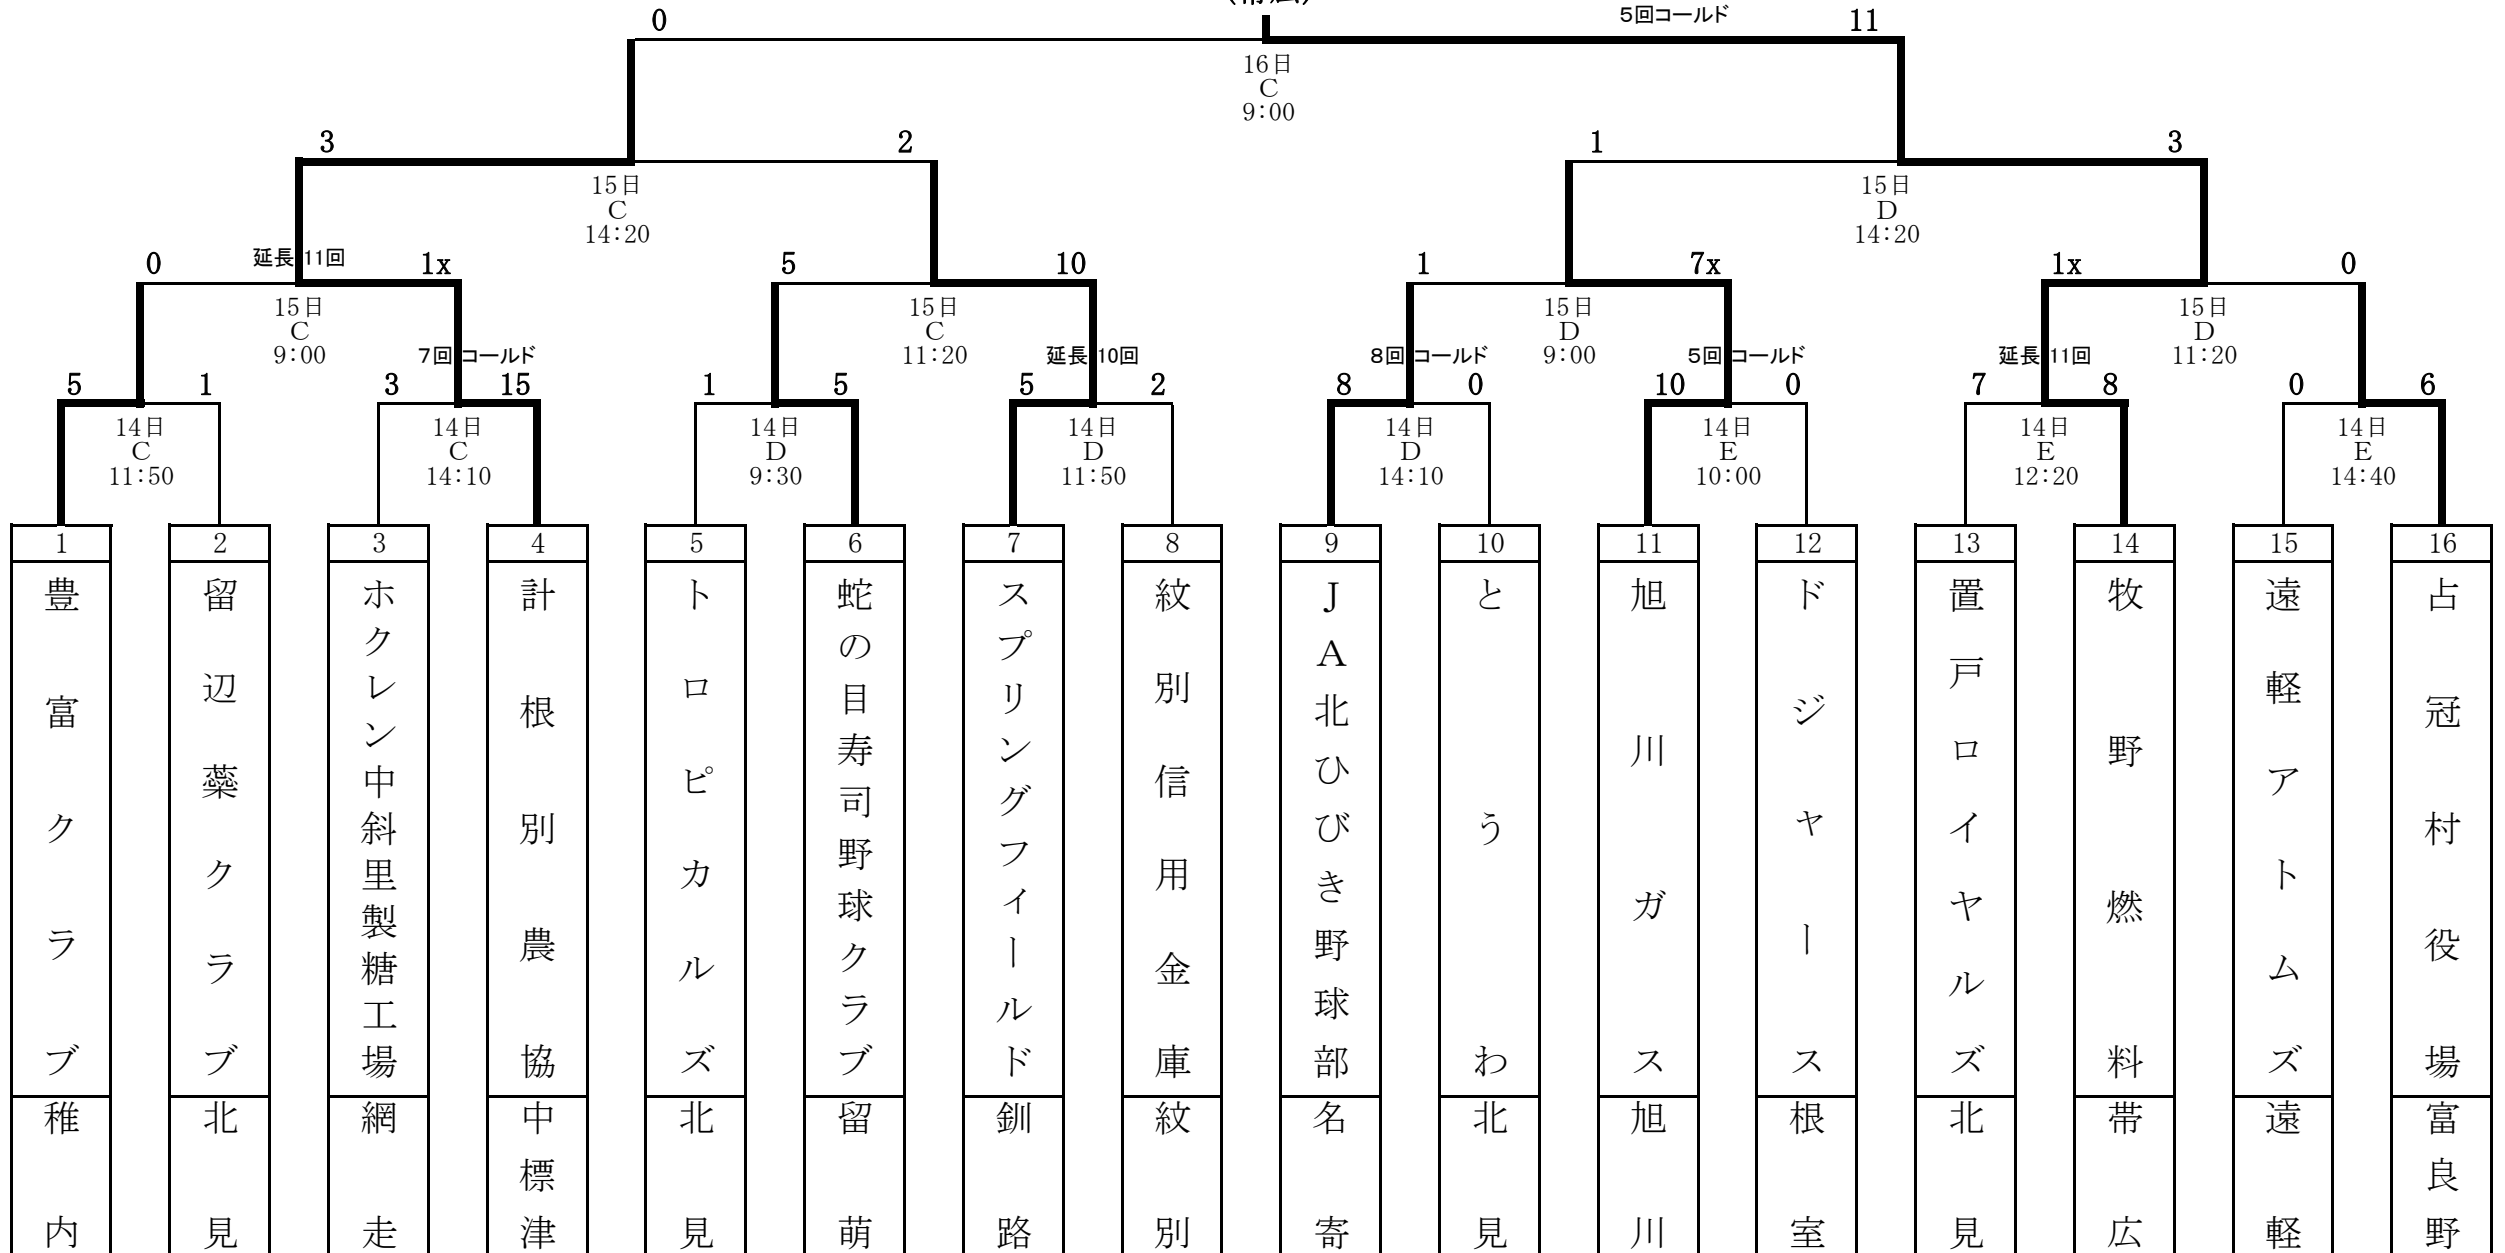 0
5回コールド
11
16日
C
9:00
3
2
1
3
15日
C
14:20
15日
D
14:20
0
延長 11回
1x
5
10
1
7x
1x
0
15日
C
9:00
15日
C
11:20
15日
D
9:00
15日
D
11:20
7回 コールド
延長 10回
8回 コールド
5回 コールド
延長 11回
5
1
3
15
1
5
5
2
8
0
10
0
7
8
0
6
14日
C
11:50
14日
C
14:10
14日
D
9:30
14日
D
11:50
14日
D
14:10
14日
E
10:00
14日
E
12:20
14日
E
14:40
1
豊富クラブ
稚内
2
留辺蘂クラブ
北見
3
ホクレン中斜里製糖工場
網走
4
計根別農協
中標津
5
トロピカルズ
北見
6
蛇の目寿司野球クラブ
留萌
7
スプリングフィールド
釧路
8
紋別信用金庫
紋別
9
JA北ひびき野球部
名寄
10
とうわ
北見
11
旭川ガス
旭川
12
ドジャース
根室
13
置戸ロイヤルズ
北見
14
牧野燃料
帯広
15
遠軽アトムズ
遠軽
16
占冠村役場
富良野